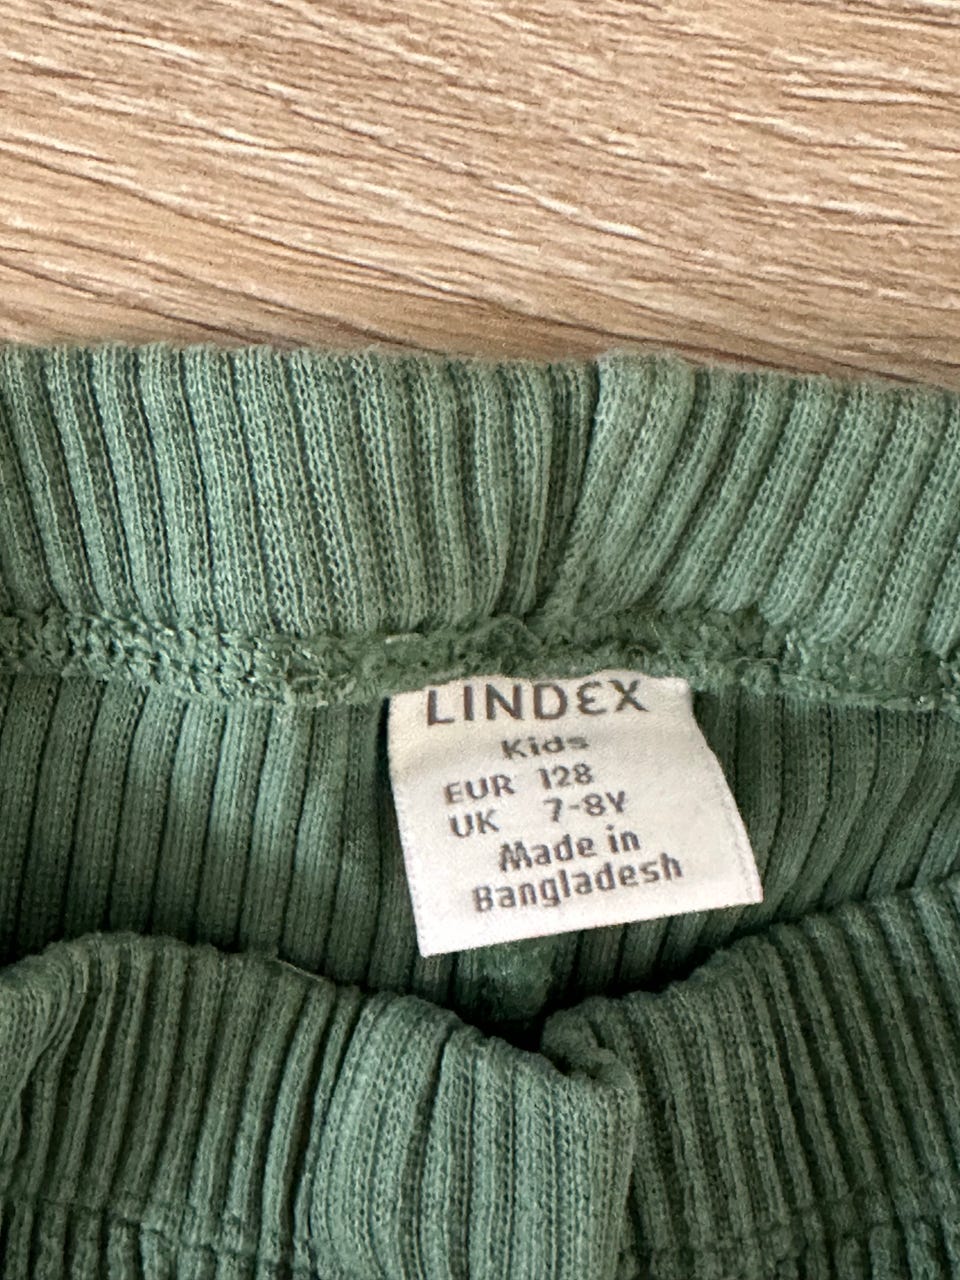 LINDEX
Kids
EUR 128
UK 7-8Y
Made in
Bangladesh